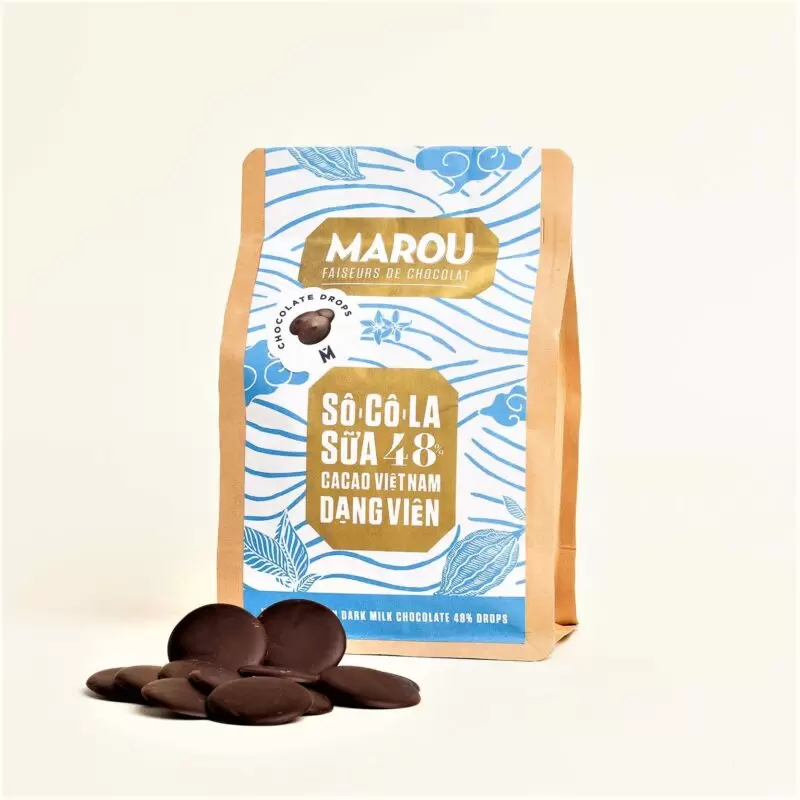 MAROU
FAISEURS DE CHOCOLAT
CHOCOLATE DROPS
M
SÔ-CÔ-LA
SỮA 48%
CACAO VIỆT NAM
DẠNG VIÊN
DARK MILK CHOCOLATE 48% DROPS